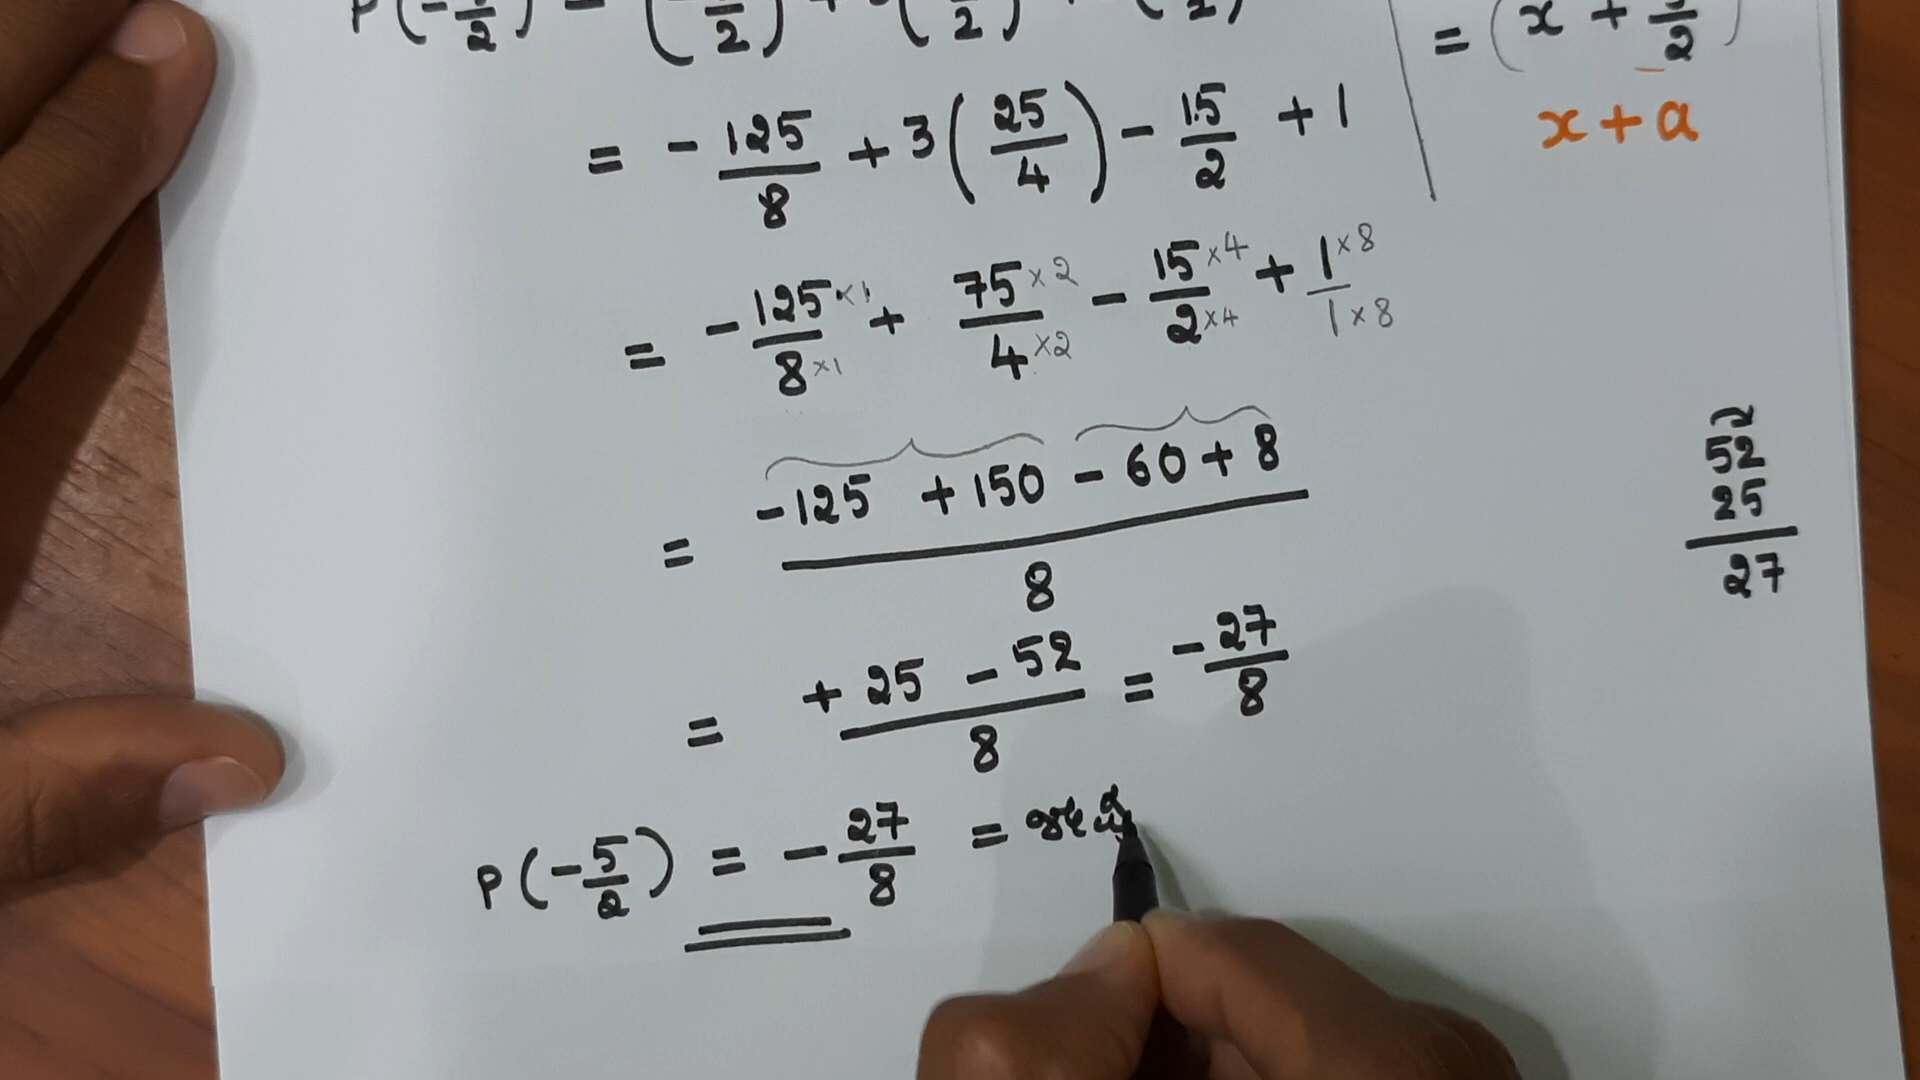 = (x +
x + a
= - 125/8 + 3 (25/4) - 15/2 + 1
= - 125×1/8×1 + 75×2/4×2 - 15×4/2×4 + 1×8/1×8
= -125 + 150 - 60 + 8 / 8
52
25
27
= + 25 - 52 / 8 = - 27/8
P(-5/2) = - 27/8 =